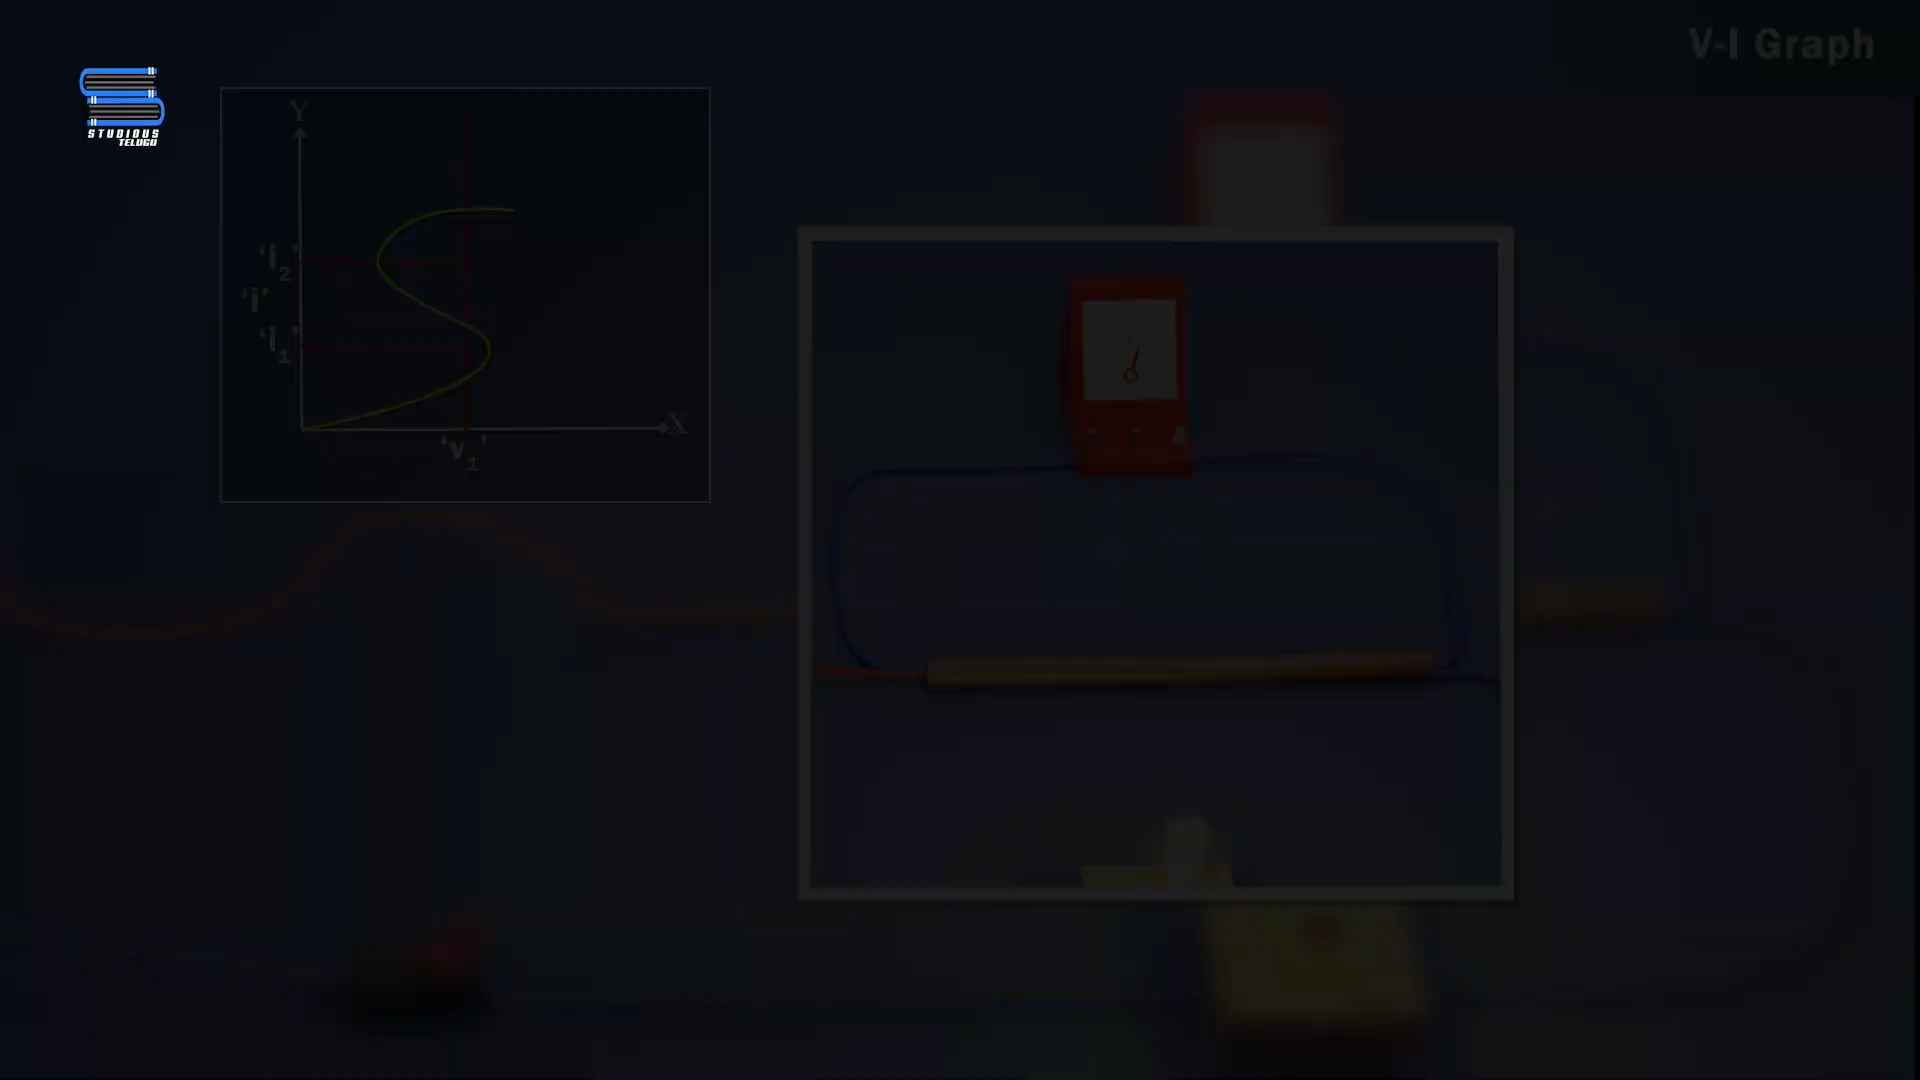 V-I Graph
STUDIOUS
TELUGU
Y
‘i2’
‘i’
‘i1’
X
‘v1’